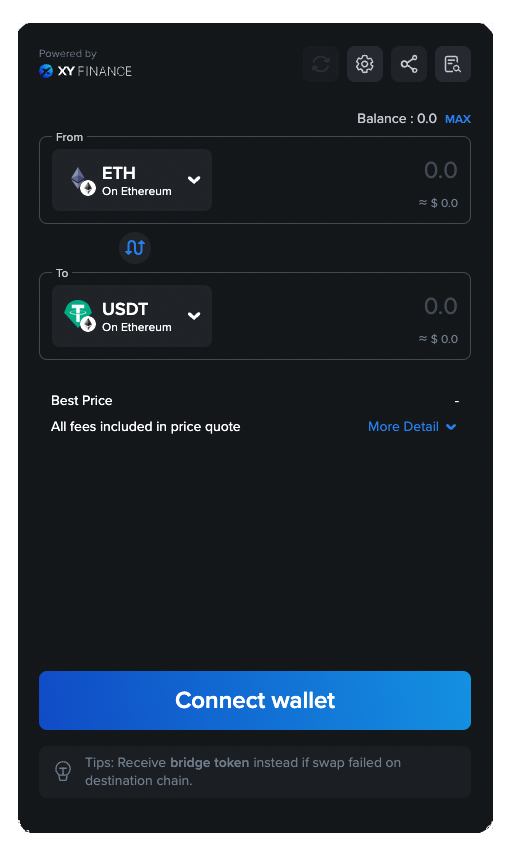 Powered by
XY FINANCE
Balance : 0.0 MAX
From
ETH
On Ethereum
0.0
≈ $ 0.0
To
USDT
On Ethereum
0.0
≈ $ 0.0
Best Price -
All fees included in price quote More Detail
Connect wallet
Tips: Receive bridge token instead if swap failed on
destination chain.